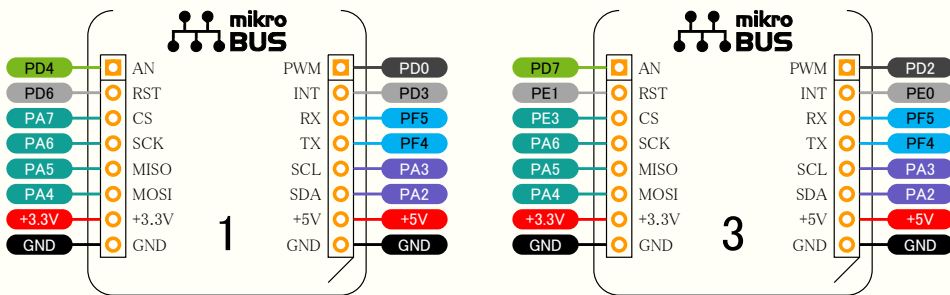 mikro
BUS
PD4 AN PWM PD0
PD6 RST INT PD3
PA7 CS RX PF5
PA6 SCK TX PF4
PA5 MISO SCL PA3
PA4 MOSI SDA PA2
+3.3V +3.3V +5V +5V
GND GND GND GND
1
mikro
BUS
PD7 AN PWM PD2
PE1 RST INT PE0
PE3 CS RX PF5
PA6 SCK TX PF4
PA5 MISO SCL PA3
PA4 MOSI SDA PA2
+3.3V +3.3V +5V +5V
GND GND GND GND
3